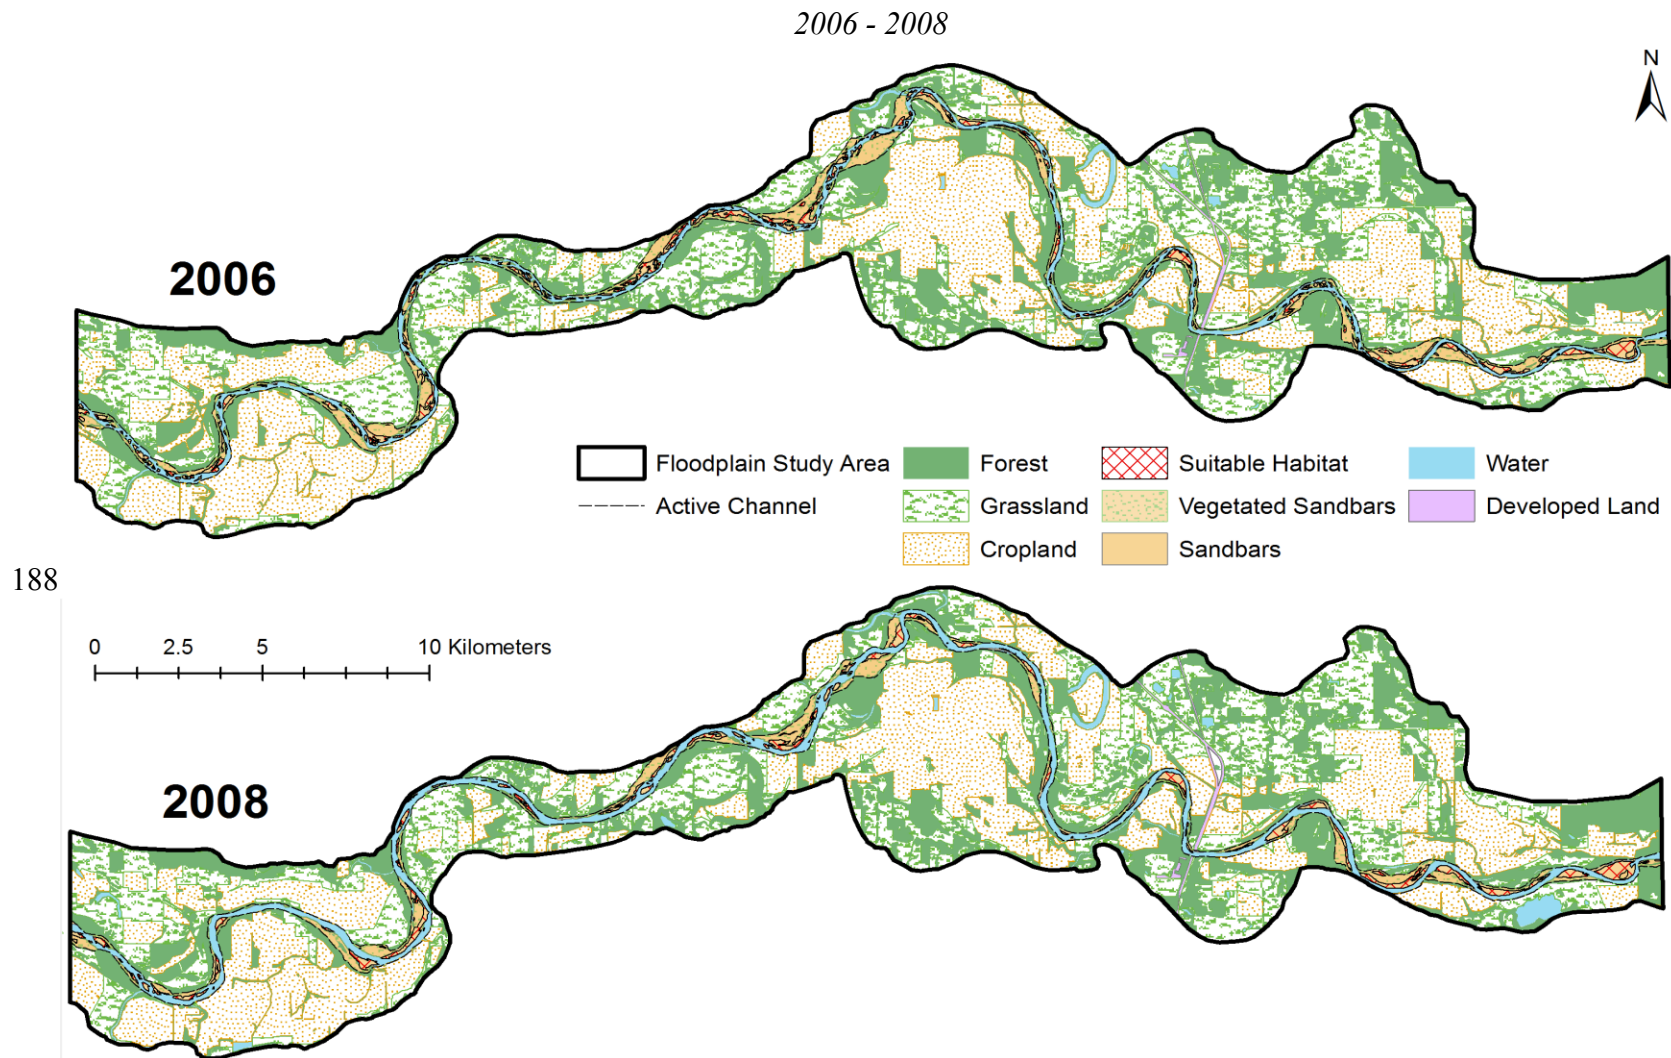 2006 - 2008
N
2006
Floodplain Study Area
Forest
Suitable Habitat
Water
Active Channel
Grassland
Vegetated Sandbars
Developed Land
Cropland
Sandbars
188
0 2.5 5 10 Kilometers
2008